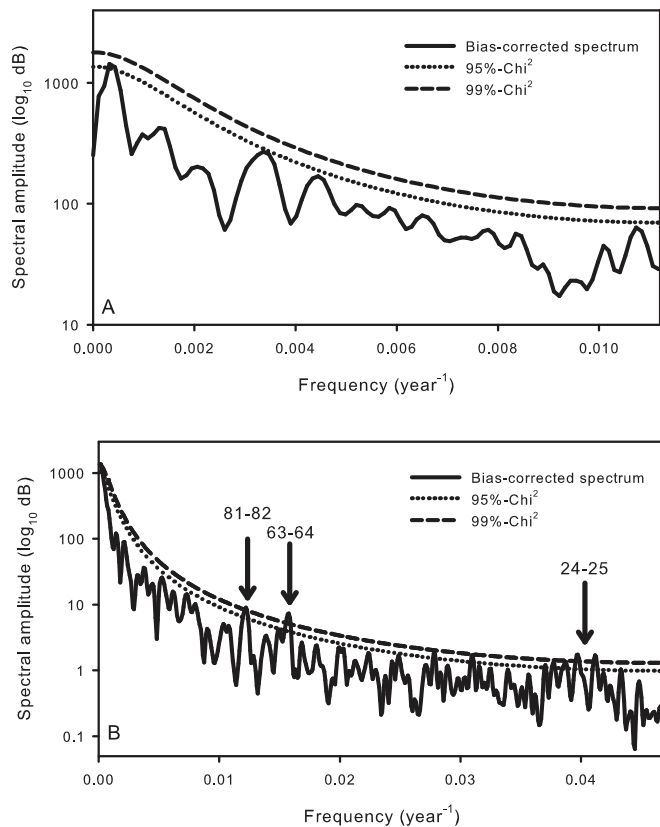 Spectral amplitude (log₁₀ dB)
1000
100
10
Bias-corrected spectrum
95%-Chi²
99%-Chi²
A
0.000 0.002 0.004 0.006 0.008 0.010
Frequency (year⁻¹)
Spectral amplitude (log₁₀ dB)
1000
100
10
1
0.1
Bias-corrected spectrum
95%-Chi²
99%-Chi²
81-82
63-64
24-25
B
0.00 0.01 0.02 0.03 0.04
Frequency (year⁻¹)